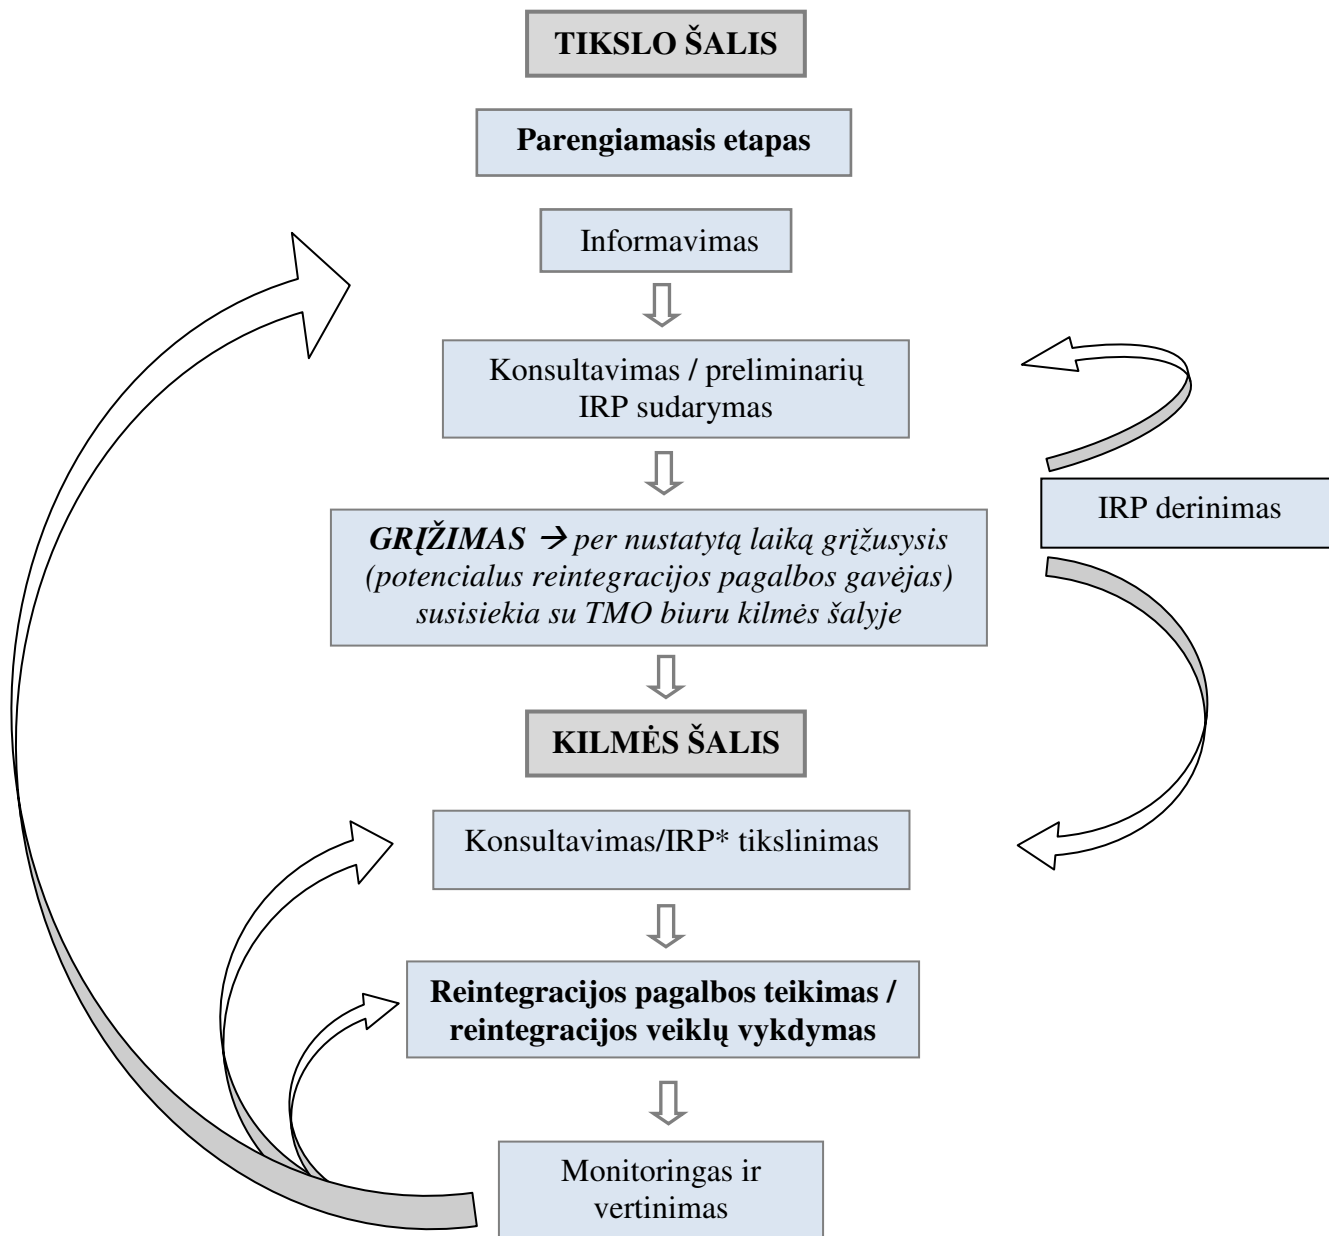 TIKSLO ŠALIS
Parengiamasis etapas
Informavimas
Konsultavimas / preliminarių
IRP sudarymas
IRP derinimas
GRĮŽIMAS → per nustatytą laiką grįžusysis
(potencialus reintegracijos pagalbos gavėjas)
susisiekia su TMO biuru kilmės šalyje
KILMĖS ŠALIS
Konsultavimas/IRP* tikslinimas
Reintegracijos pagalbos teikimas /
reintegracijos veiklų vykdymas
Monitoringas ir
vertinimas